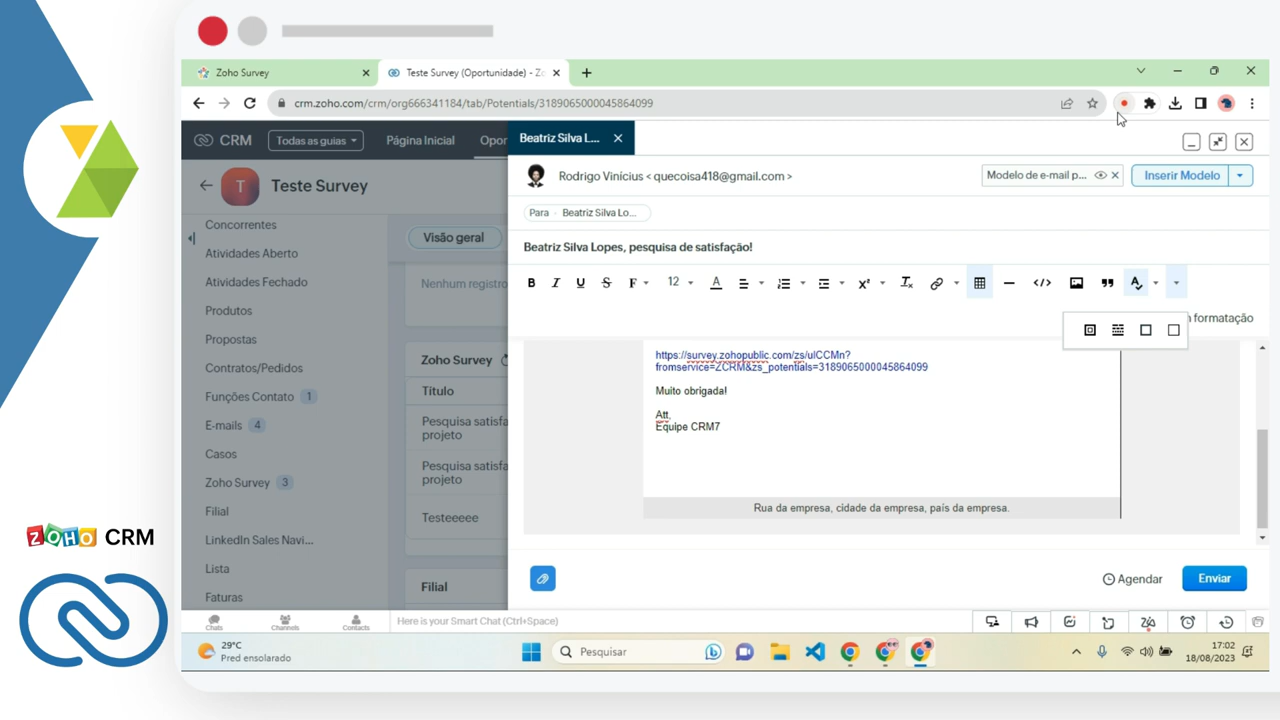 Zoho Survey
Teste Survey (Oportunidade) - Zo
crm.zoho.com/crm/org666341184/tab/Potentials/3189065000045864099
CRM
Todas as guias
Página Inicial
Opor
Beatriz Silva L...
T
Teste Survey
Rodrigo Vinícius < quecoisa418@gmail.com >
Modelo de e-mail p...
Inserir Modelo
Para
Beatriz Silva Lo...
Beatriz Silva Lopes, pesquisa de satisfação!
B I U S F 12 A
formatação
Concorrentes
Atividades Aberto
Atividades Fechado
Produtos
Propostas
Contratos/Pedidos
Funções Contato 1
E-mails 4
Casos
Zoho Survey 3
Filial
LinkedIn Sales Navi...
Lista
Faturas
Visão geral
Nenhum registro
Zoho Survey
Título
Pesquisa satisfa
projeto
Pesquisa satisfa
projeto
Testeeeee
Filial
https://survey.zohopublic.com/zs/ulCCMn?
fromservice=ZCRM&zs_potentials=3189065000045864099
Muito obrigada!
Att,
Equipe CRM7
Rua da empresa, cidade da empresa, país da empresa.
Agendar
Enviar
Chats
Channels
Contacts
Here is your Smart Chat (Ctrl+Space)
29°C
Pred ensolarado
Pesquisar
17:02
18/08/2023
ZOHO CRM